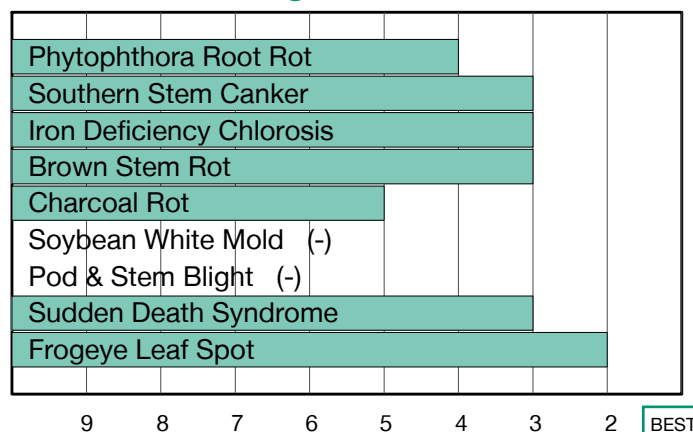 Phytophthora Root Rot
Southern Stem Canker
Iron Deficiency Chlorosis
Brown Stem Rot
Charcoal Rot
Soybean White Mold (-)
Pod & Stem Blight (-)
Sudden Death Syndrome
Frogeye Leaf Spot
9 8 7 6 5 4 3 2 BEST